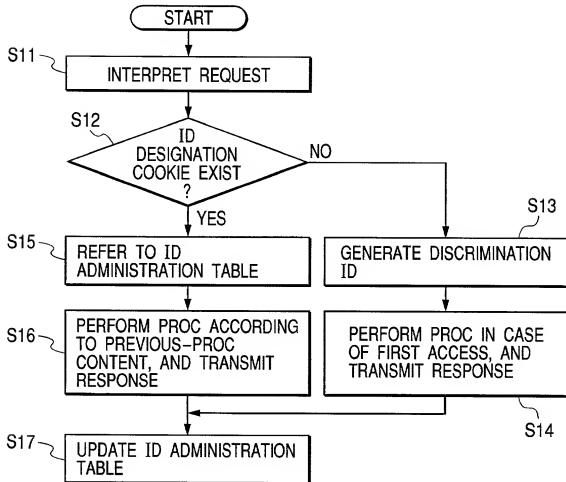 START
S11
INTERPRET REQUEST
S12
ID
DESIGNATION
COOKIE EXIST
?
NO
YES
S13
S15
REFER TO ID
ADMINISTRATION TABLE
GENERATE DISCRIMINATION
ID
S16
PERFORM PROC ACCORDING
TO PREVIOUS-PROC
CONTENT, AND TRANSMIT
RESPONSE
PERFORM PROC IN CASE
OF FIRST ACCESS, AND
TRANSMIT RESPONSE
S14
S17
UPDATE ID ADMINISTRATION
TABLE